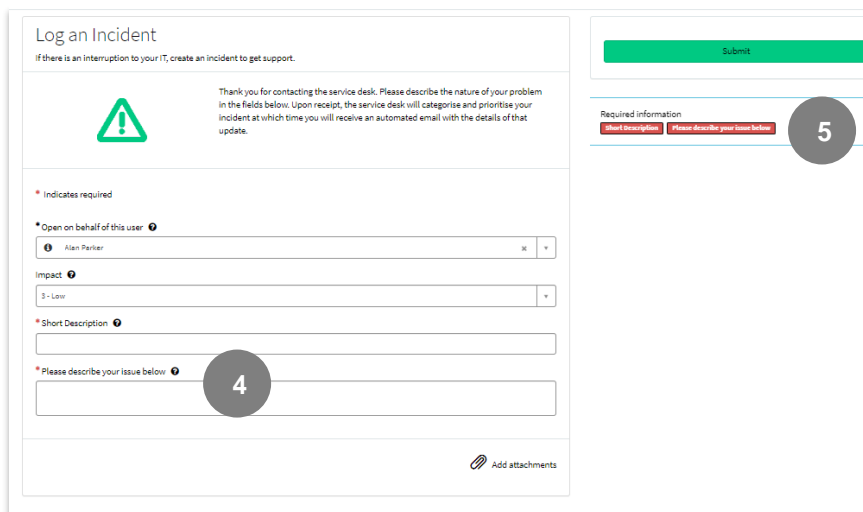 Log an Incident
If there is an interruption to your IT, create an incident to get support.
Thank you for contacting the service desk. Please describe the nature of your problem
in the fields below. Upon receipt, the service desk will categorise and prioritise your
incident at which time you will receive an automated email with the details of that
update.
* Indicates required
* Open on behalf of this user
Alan Parker
Impact
3 - Low
* Short Description
* Please describe your issue below
4
Add attachments
Submit
Required information
Short Description Please describe your issue below
5